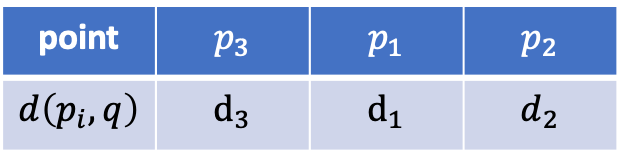 point p₃ p₁ p₂
d(pᵢ, q) d₃ d₁ d₂